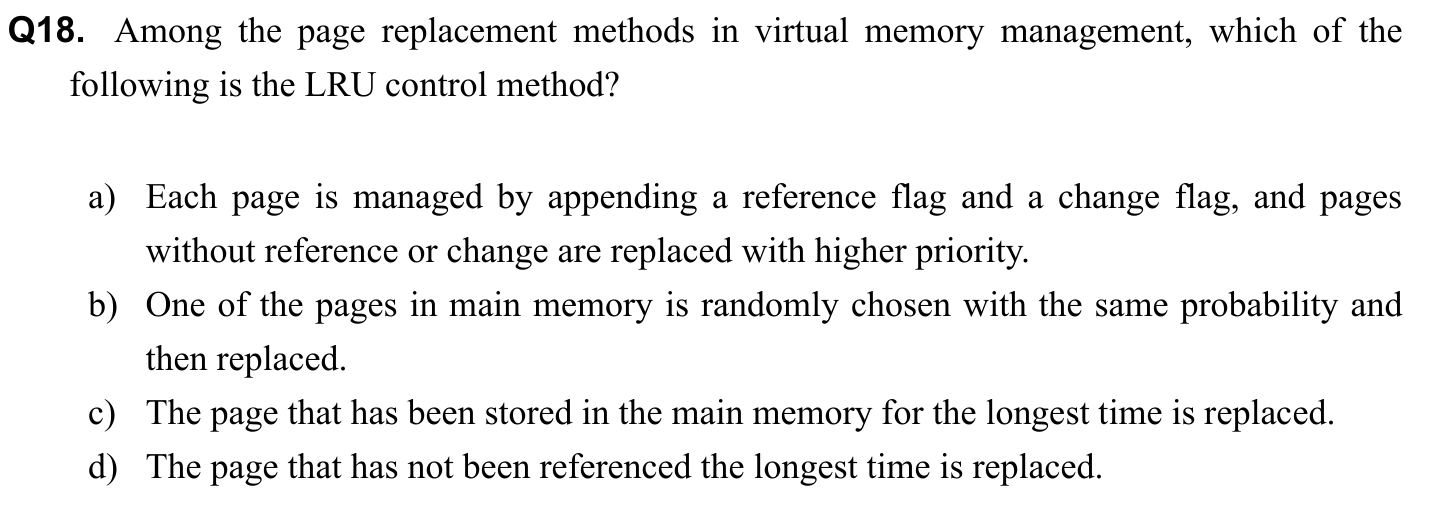 Q18. Among the page replacement methods in virtual memory management, which of the
following is the LRU control method?
a) Each page is managed by appending a reference flag and a change flag, and pages
without reference or change are replaced with higher priority.
b) One of the pages in main memory is randomly chosen with the same probability and
then replaced.
c) The page that has been stored in the main memory for the longest time is replaced.
d) The page that has not been referenced the longest time is replaced.